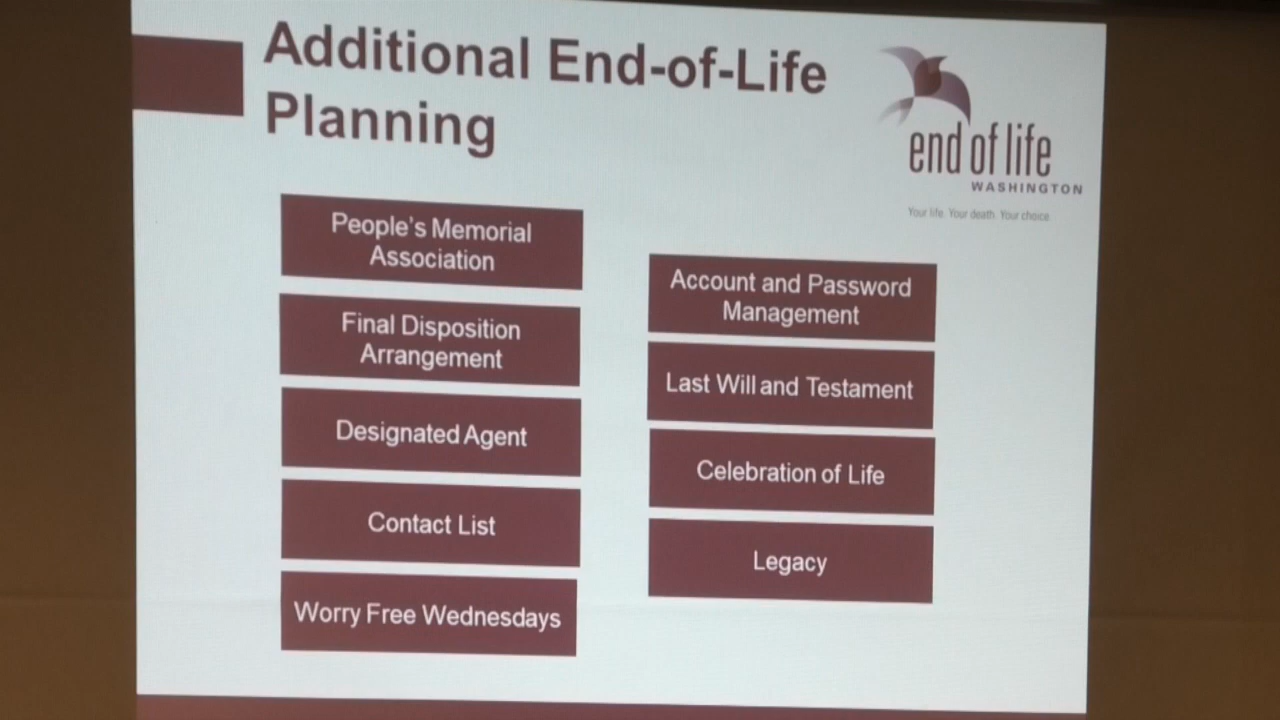 Additional End-of-Life
Planning
end of life
WASHINGTON
Your life. Your death. Your choice.
People's Memorial
Association
Final Disposition
Arrangement
Designated Agent
Contact List
Worry Free Wednesdays
Account and Password
Management
Last Will and Testament
Celebration of Life
Legacy